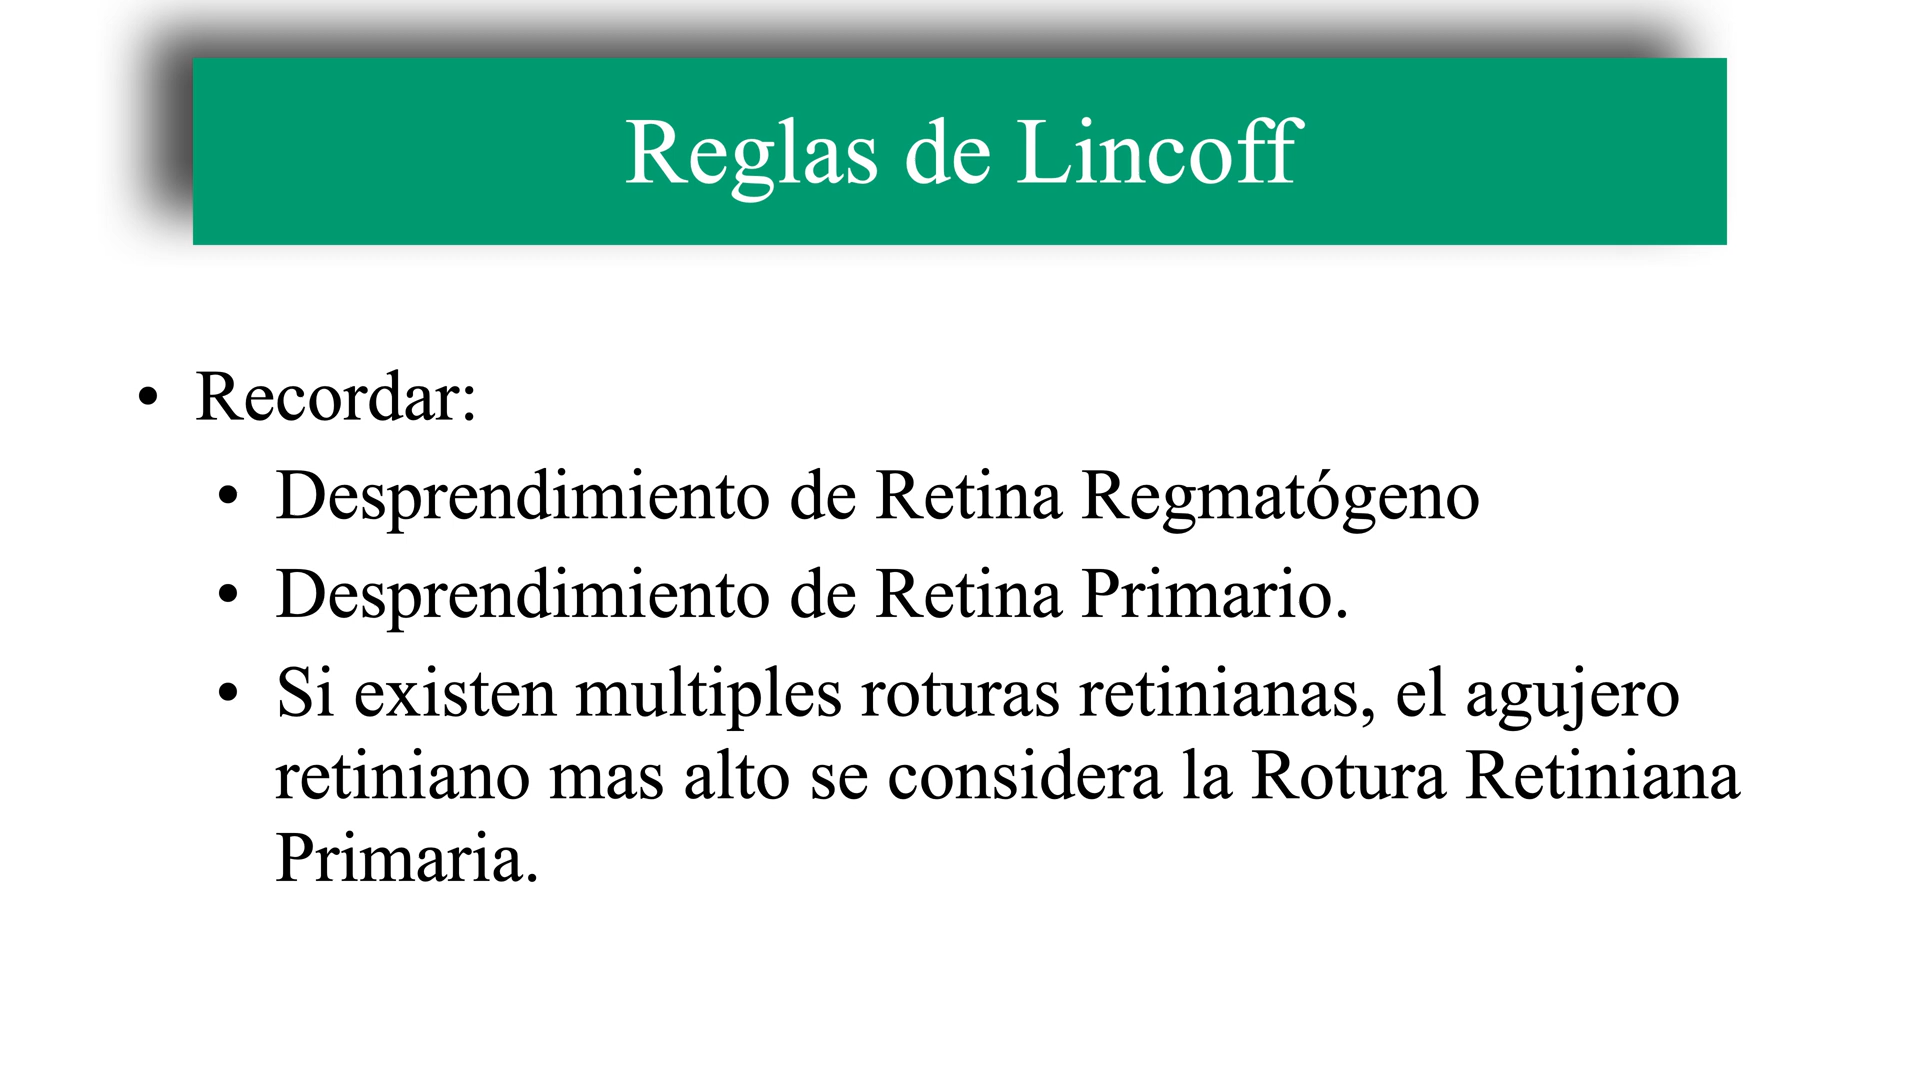 Reglas de Lincoff
• Recordar:
• Desprendimiento de Retina Regmatógeno
• Desprendimiento de Retina Primario.
• Si existen multiples roturas retinianas, el agujero
retiniano mas alto se considera la Rotura Retiniana
Primaria.